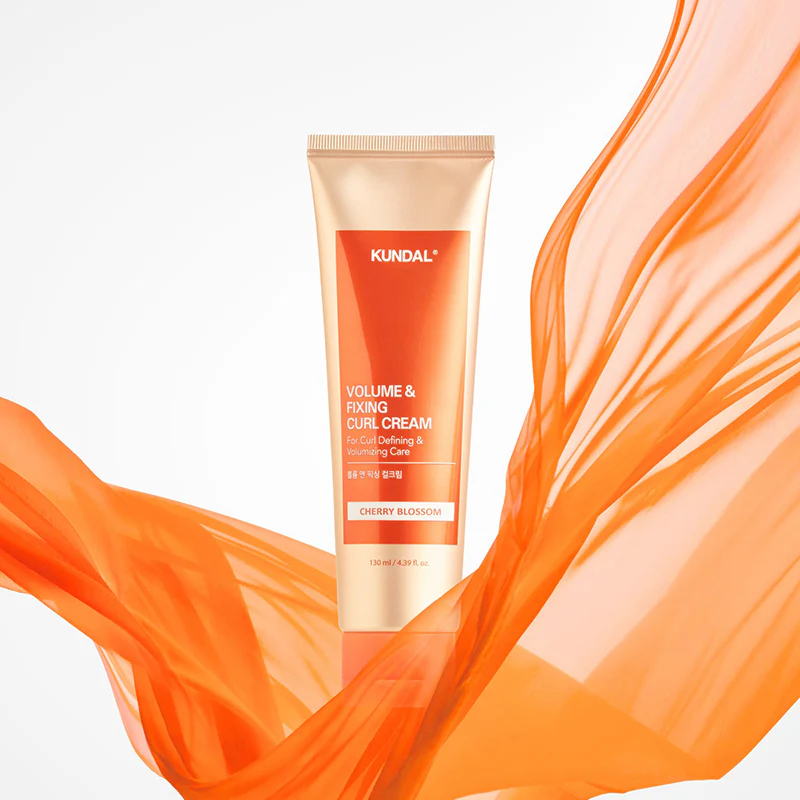 KUNDAL®
VOLUME &
FIXING
CURL CREAM
For Curl Defining &
Volumizing Care
볼륨 앤 픽싱 컬크림
CHERRY BLOSSOM
130 ml / 4.39 fl. oz.